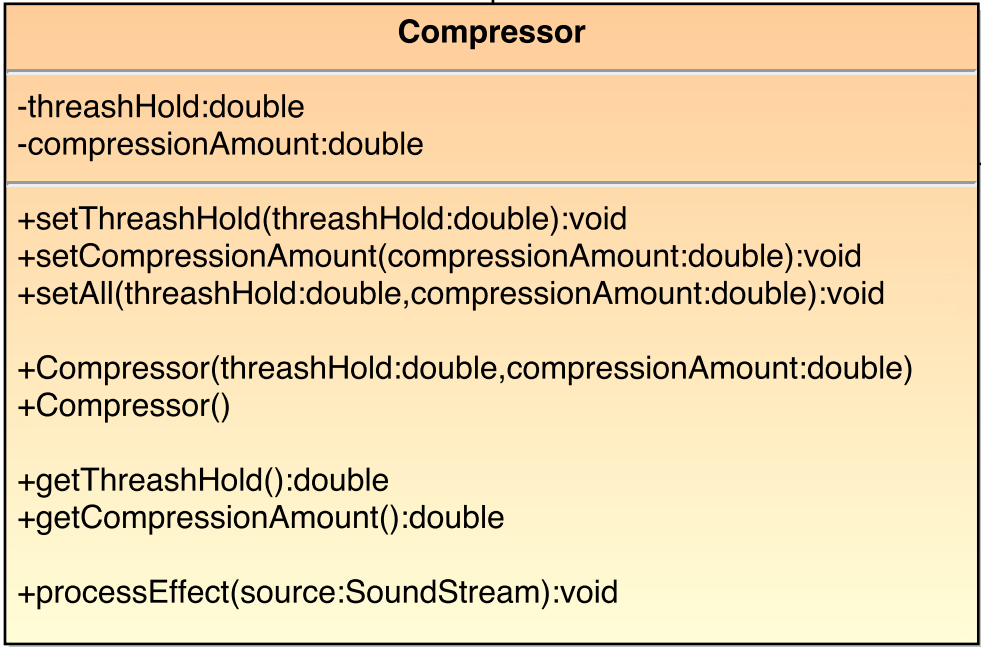 Compressor
-threashHold:double
-compressionAmount:double
+setThreashHold(threashHold:double):void
+setCompressionAmount(compressionAmount:double):void
+setAll(threashHold:double,compressionAmount:double):void
+Compressor(threashHold:double,compressionAmount:double)
+Compressor()
+getThreashHold():double
+getCompressionAmount():double
+processEffect(source:SoundStream):void